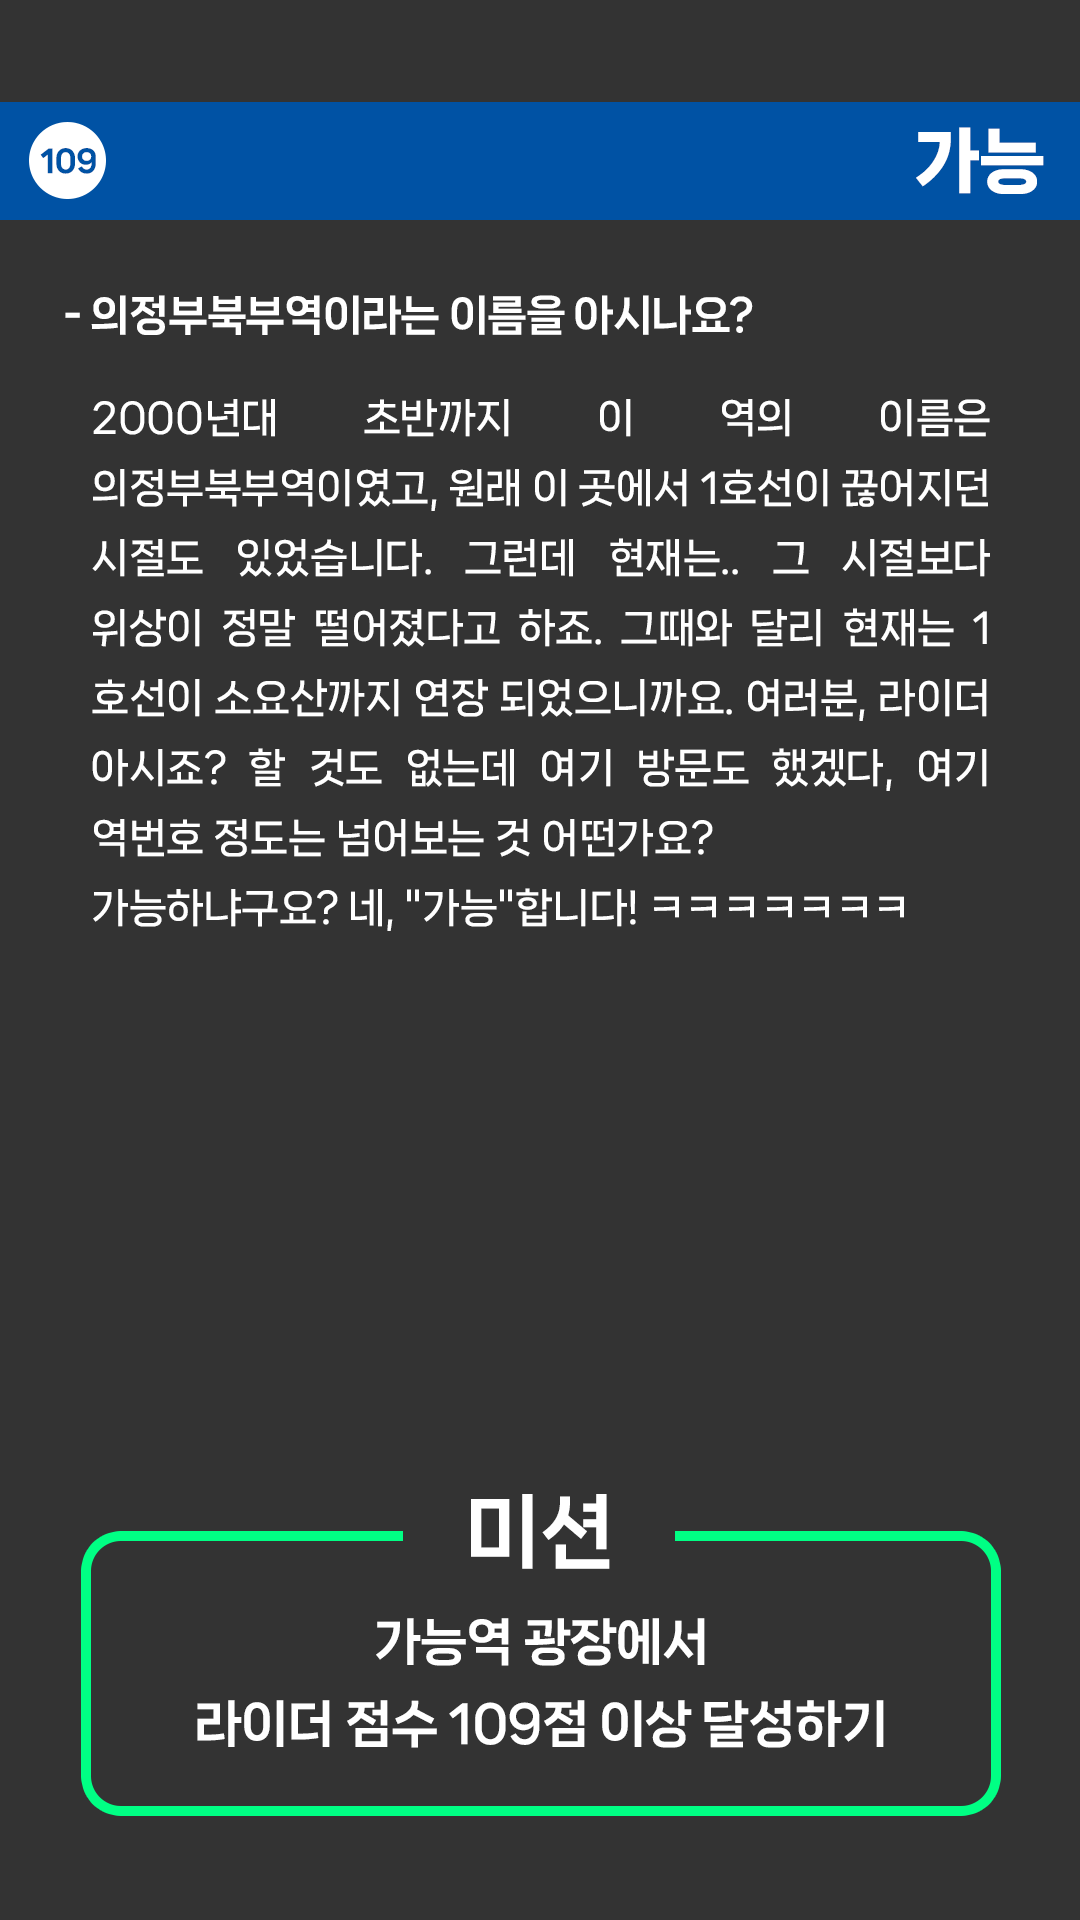 109
가능
- 의정부북부역이라는 이름을 아시나요?
2000년대 초반까지 이 역의 이름은
의정부북부역이였고, 원래 이 곳에서 1호선이 끊어지던
시절도 있었습니다. 그런데 현재는.. 그 시절보다
위상이 정말 떨어졌다고 하죠. 그때와 달리 현재는 1
호선이 소요산까지 연장 되었으니까요. 여러분, 라이더
아시죠? 할 것도 없는데 여기 방문도 했겠다, 여기
역번호 정도는 넘어보는 것 어떤가요?
가능하냐구요? 네, "가능"합니다! ㅋㅋㅋㅋㅋㅋㅋ
미션
가능역 광장에서
라이더 점수 109점 이상 달성하기